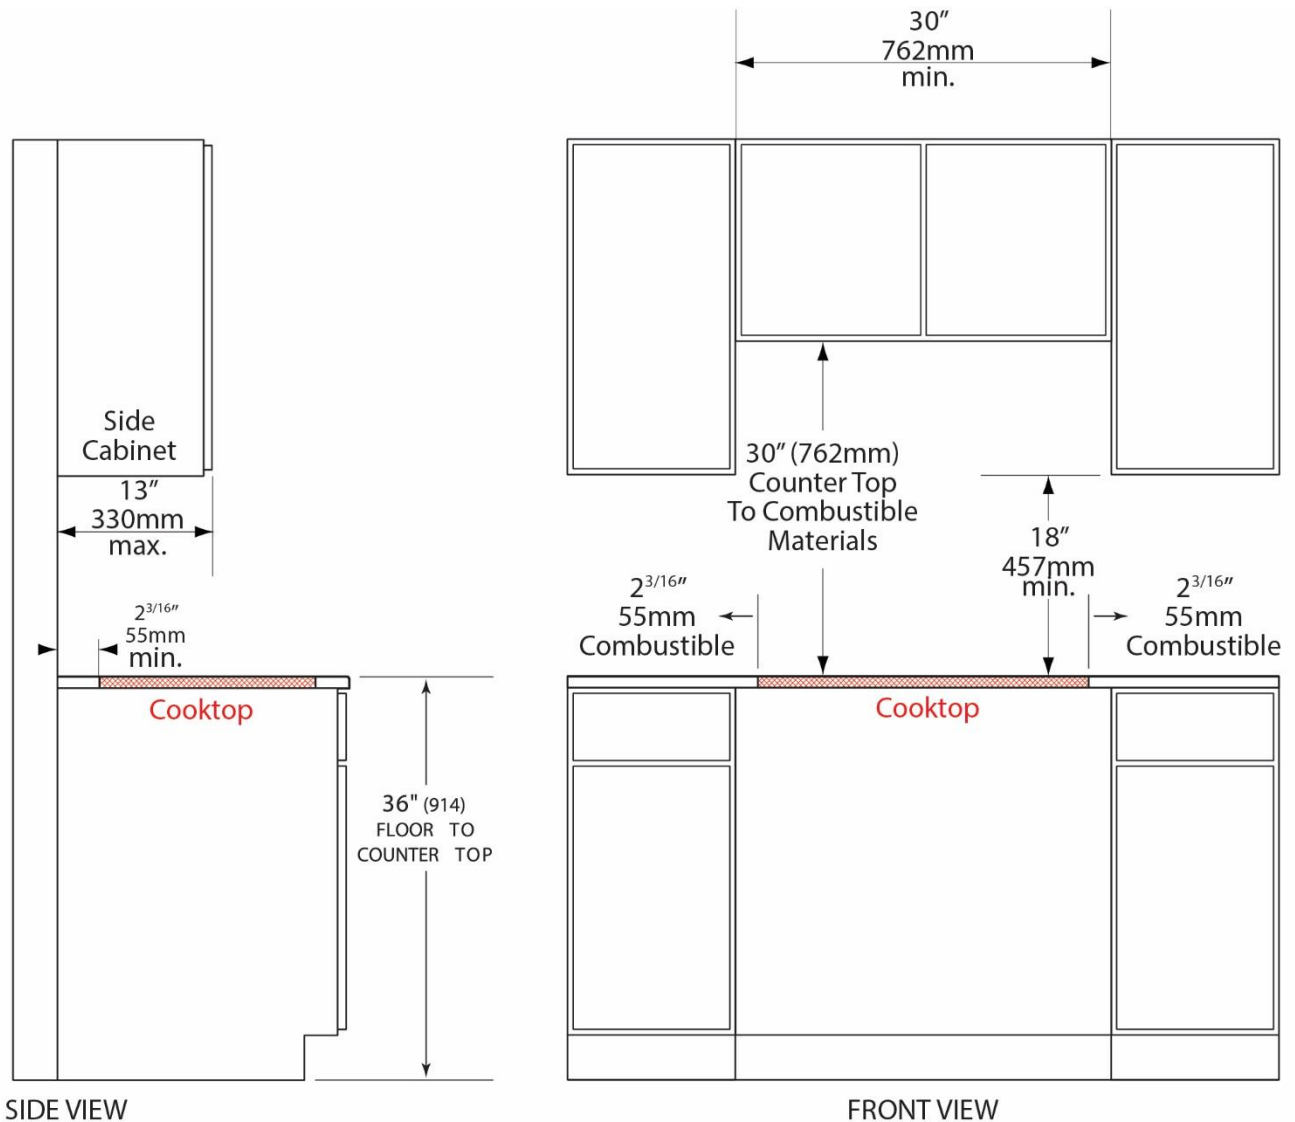 30″
762mm
min.
Side
Cabinet
13″
330mm
max.
2 3/16″
55mm
min.
Cooktop
36" (914)
FLOOR TO
COUNTER TOP
SIDE VIEW
30″ (762mm)
Counter Top
To Combustible
Materials
18″
457mm
min.
2 3/16″
55mm
Combustible
2 3/16″
55mm
Combustible
Cooktop
FRONT VIEW